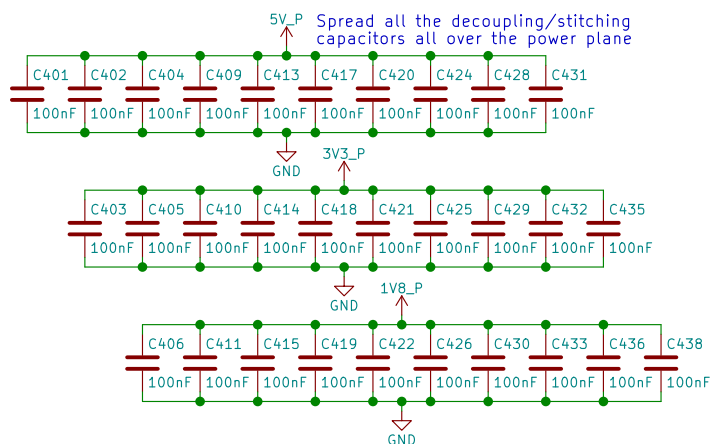 5V_P
Spread all the decoupling/stitching
capacitors all over the power plane
C401 C402 C404 C409 C413 C417 C420 C424 C428 C431
100nF 100nF 100nF 100nF 100nF 100nF 100nF 100nF 100nF 100nF
GND
3V3_P
C403 C405 C410 C414 C418 C421 C425 C429 C432 C435
100nF 100nF 100nF 100nF 100nF 100nF 100nF 100nF 100nF 100nF
GND
1V8_P
C406 C411 C415 C419 C422 C426 C430 C433 C436 C438
100nF 100nF 100nF 100nF 100nF 100nF 100nF 100nF 100nF 100nF
GND